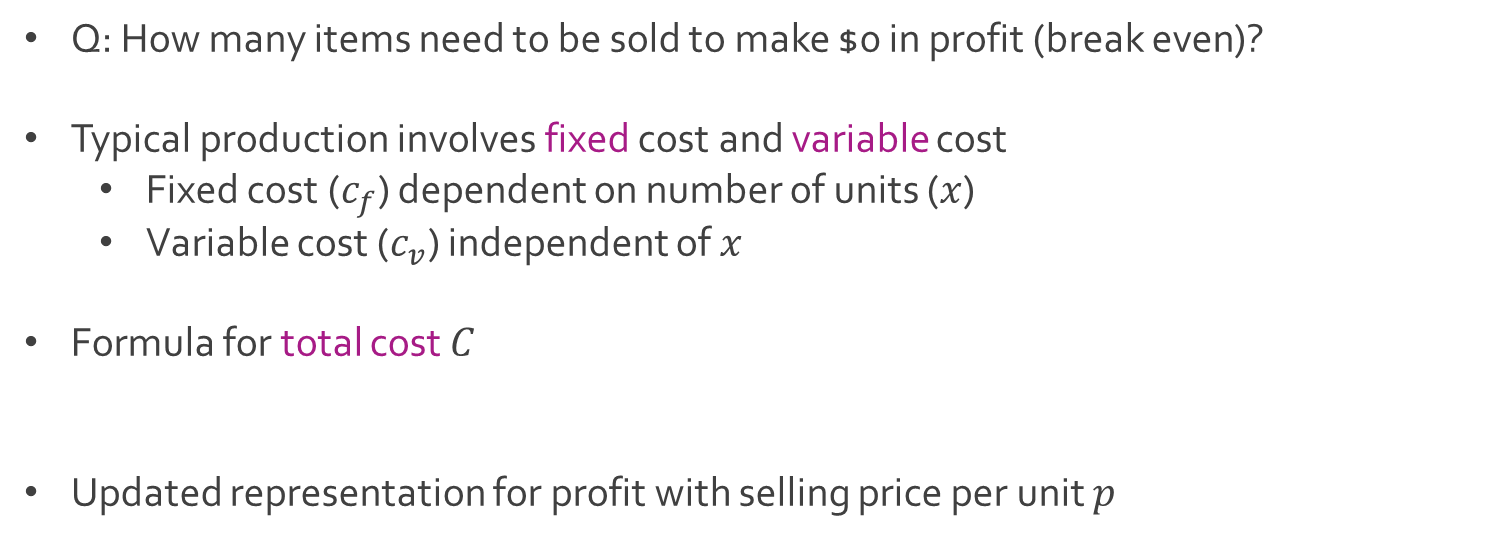 • Q: How many items need to be sold to make $0 in profit (break even)?
• Typical production involves fixed cost and variable cost
• Fixed cost (c_f) dependent on number of units (x)
• Variable cost (c_v) independent of x
• Formula for total cost C
• Updated representation for profit with selling price per unit p